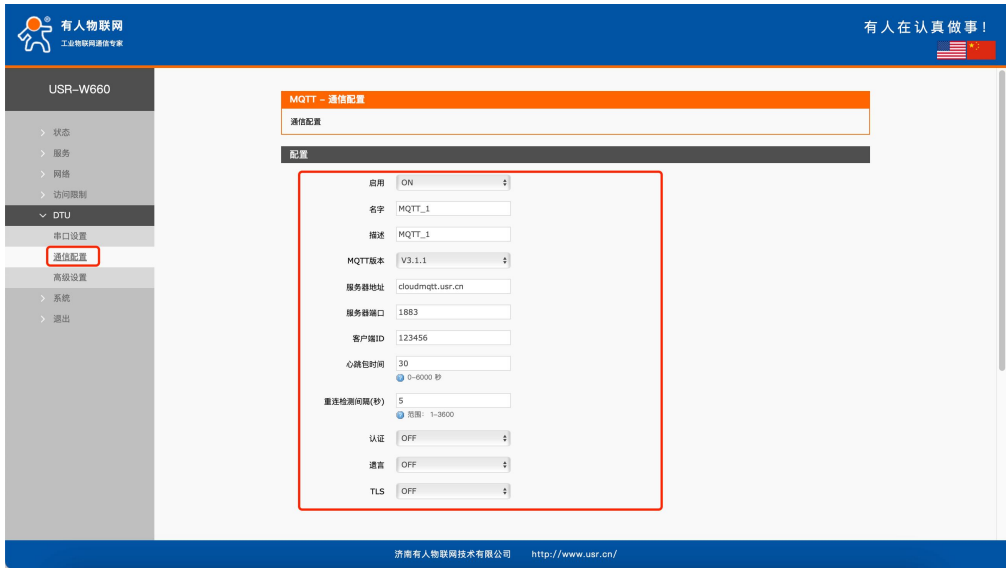 有人物联网
工业物联网通信专家
有人在认真做事!
USR-W660
状态
服务
网络
访问限制
DTU
串口设置
通信配置
高级设置
系统
退出
MQTT - 通信配置
通信配置
配置
启用 ON
名字 MQTT_1
描述 MQTT_1
MQTT版本 V3.1.1
服务器地址 cloudmqtt.usr.cn
服务器端口 1883
客户端ID 123456
心跳包时间 30
0-6000 秒
重连检测间隔(秒) 5
范围: 1-3600
认证 OFF
遗言 OFF
TLS OFF
济南有人物联网技术有限公司 http://www.usr.cn/